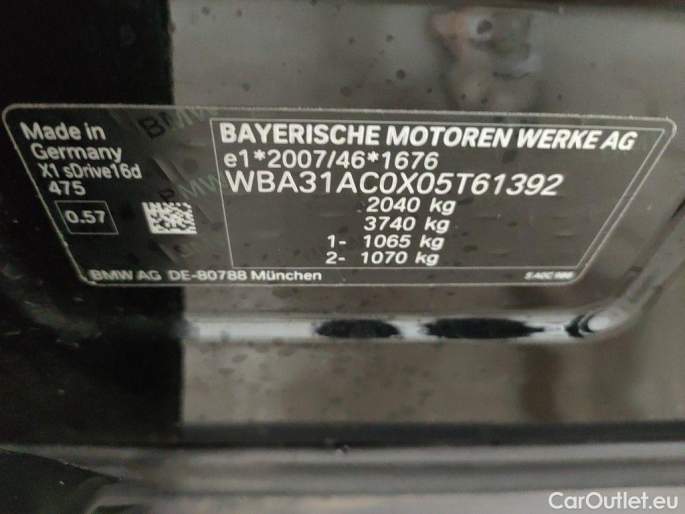 Made in
Germany
X1 sDrive16d
475
0.57
BAYERISCHE MOTOREN WERKE AG
e1*2007/46*1676
WBA31AC0X05T61392
2040 kg
3740 kg
1- 1065 kg
2- 1070 kg
BMW AG DE-80788 München
CarOutlet.eu